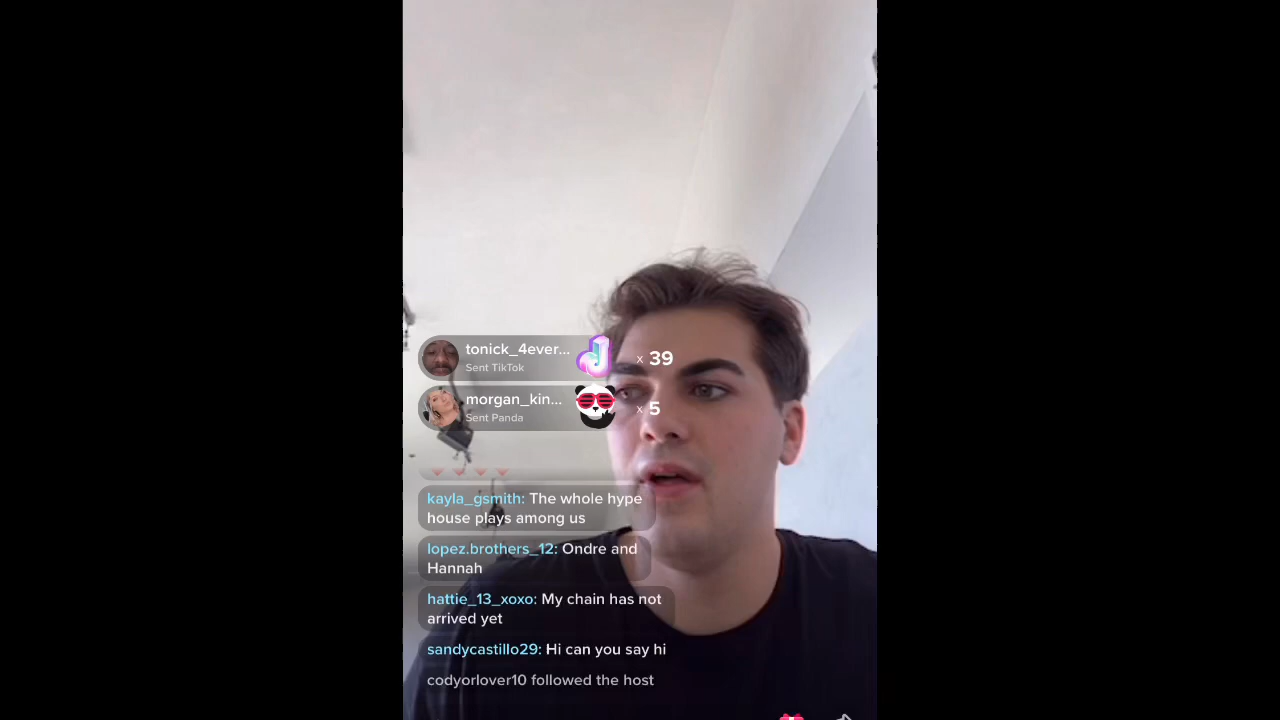 tonick_4ever...
Sent TikTok
x 39
morgan_kin...
Sent Panda
x 5
kayla_gsmith: The whole hype
house plays among us
lopez.brothers_12: Ondre and
Hannah
hattie_13_xoxo: My chain has not
arrived yet
sandycastillo29: Hi can you say hi
codyorlover10 followed the host